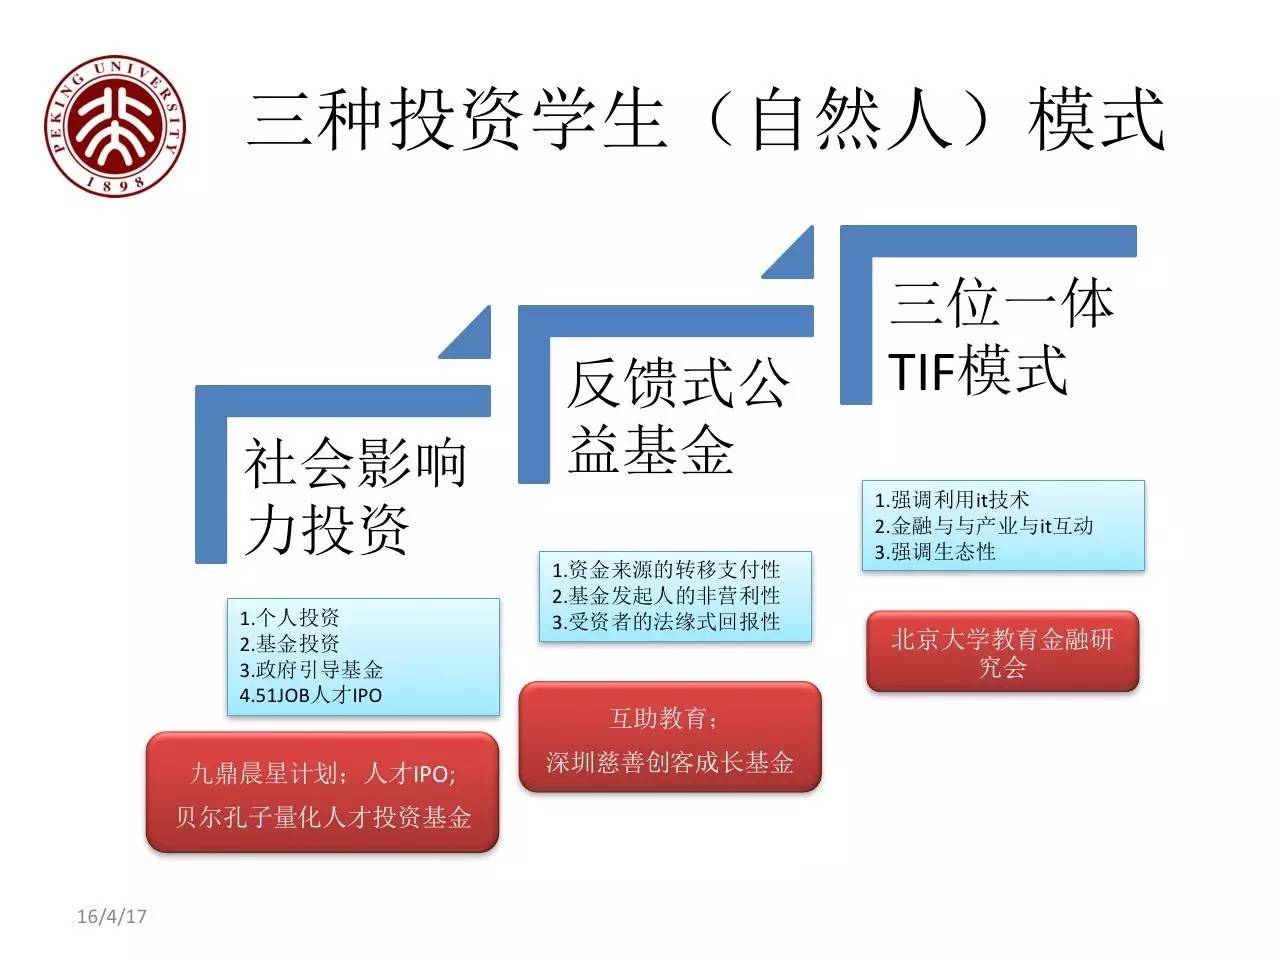 PEKING UNIVERSITY
1898
三种投资学生（自然人）模式
社会影响
力投资
1.个人投资
2.基金投资
3.政府引导基金
4.51JOB人才IPO
九鼎晨星计划；人才IPO;
贝尔孔子量化人才投资基金
反馈式公
益基金
1.资金来源的转移支付性
2.基金发起人的非营利性
3.受资者的法缘式回报性
互助教育；
深圳慈善创客成长基金
三位一体
TIF模式
1.强调利用it技术
2.金融与与产业与it互动
3.强调生态性
北京大学教育金融研
究会
16/4/17